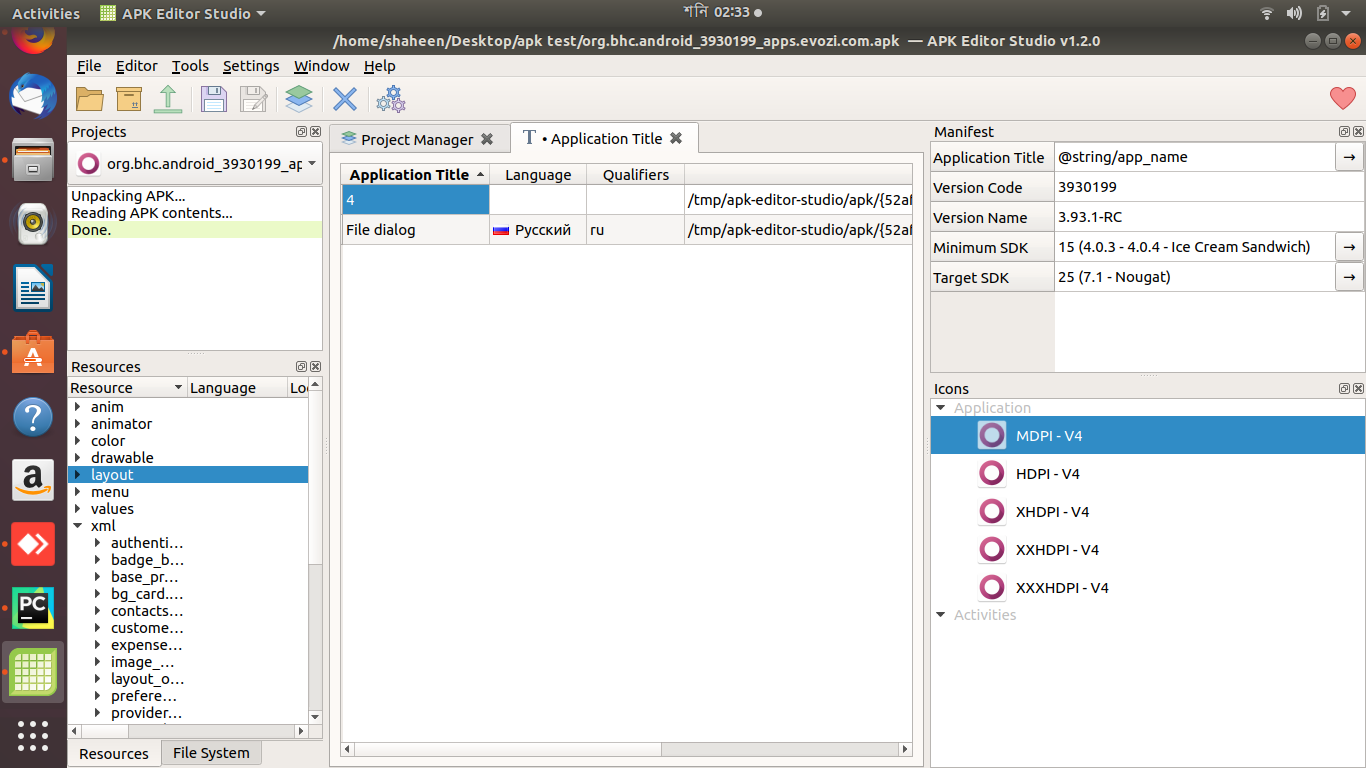 Activities
APK Editor Studio
শনি 02:33
/home/shaheen/Desktop/apk test/org.bhc.android_3930199_apps.evozi.com.apk — APK Editor Studio v1.2.0
File Editor Tools Settings Window Help
Projects
org.bhc.android_3930199_ap
Unpacking APK...
Reading APK contents...
Done.
Resources
Resource Language Lo
anim
animator
color
drawable
layout
menu
values
xml
authenti...
badge_b...
base_pr...
bg_card....
contacts...
custome...
expense...
image_...
layout_o...
prefere...
provider...
Resources File System
Project Manager
T • Application Title
Application Title Language Qualifiers
4 /tmp/apk-editor-studio/apk/{52af
File dialog Русский ru /tmp/apk-editor-studio/apk/{52af
Manifest
Application Title @string/app_name →
Version Code 3930199
Version Name 3.93.1-RC
Minimum SDK 15 (4.0.3 - 4.0.4 - Ice Cream Sandwich) →
Target SDK 25 (7.1 - Nougat) →
Icons
Application
MDPI - V4
HDPI - V4
XHDPI - V4
XXHDPI - V4
XXXHDPI - V4
Activities
PC
a
?
A